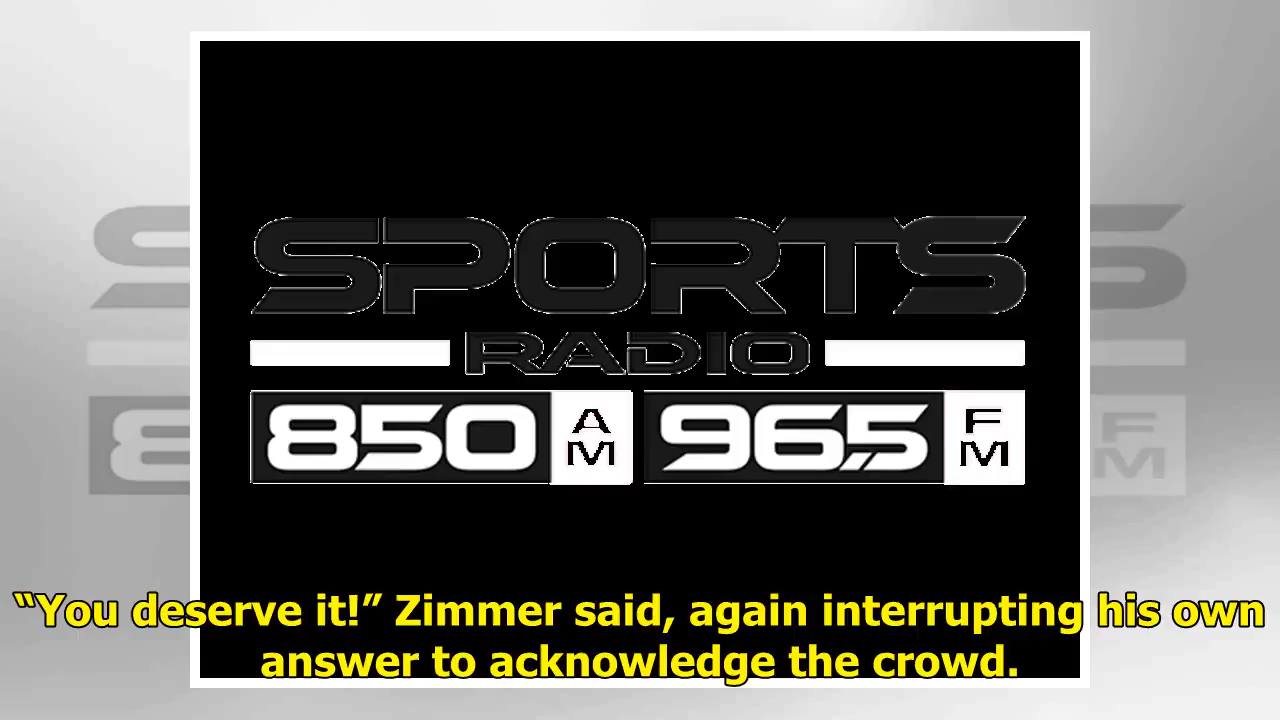 SPORTS
RADIO
850 AM 96.5 FM
“You deserve it!” Zimmer said, again interrupting his own
answer to acknowledge the crowd.